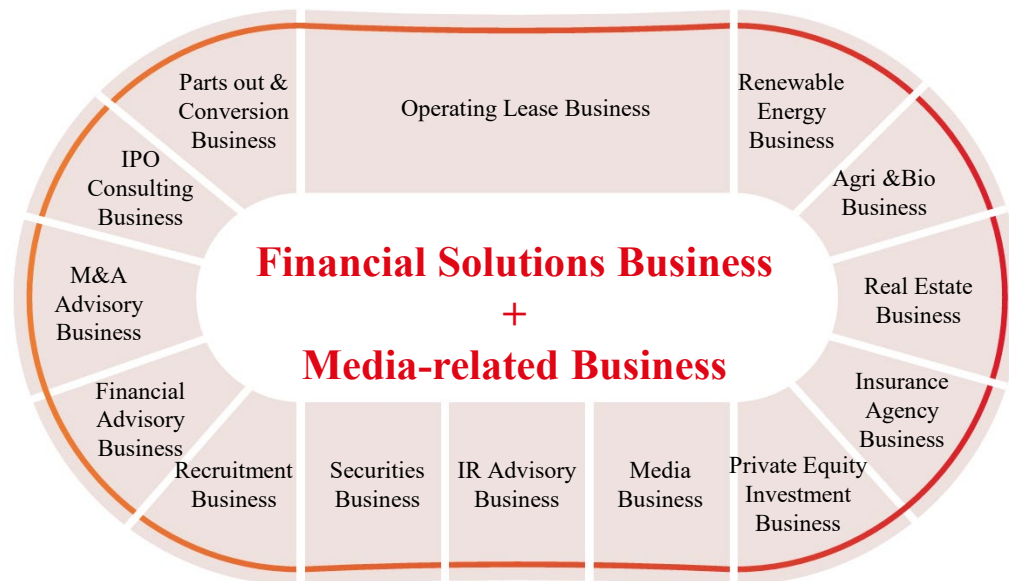 Parts out &
Conversion
Business
Operating Lease Business
Renewable
Energy
Business
IPO
Consulting
Business
Agri &Bio
Business
Financial Solutions Business
+
Media-related Business
M&A
Advisory
Business
Real Estate
Business
Financial
Advisory
Business
Insurance
Agency
Business
Recruitment
Business
Securities
Business
IR Advisory
Business
Media
Business
Private Equity
Investment
Business